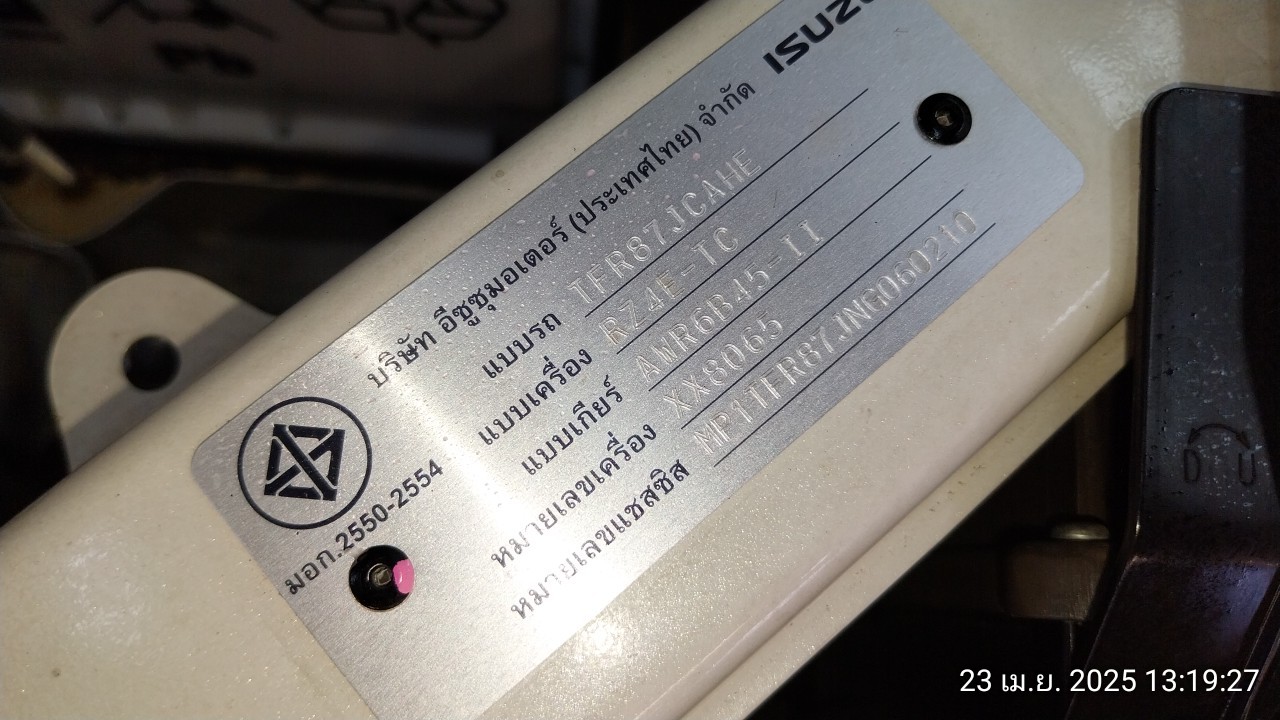 ISUZU
บริษัท อีซูซุมอเตอร์ (ประเทศไทย) จำกัด
แบบรถ TFR87JCAHE
แบบเครื่อง RZ4E-TC
แบบเกียร์ AWR6B45-II
หมายเลขเครื่อง XX8065
หมายเลขแชสซิส MP1TFR87JNG060210
มอก.2550-2554
Pb
23 เม.ย. 2025 13:19:27